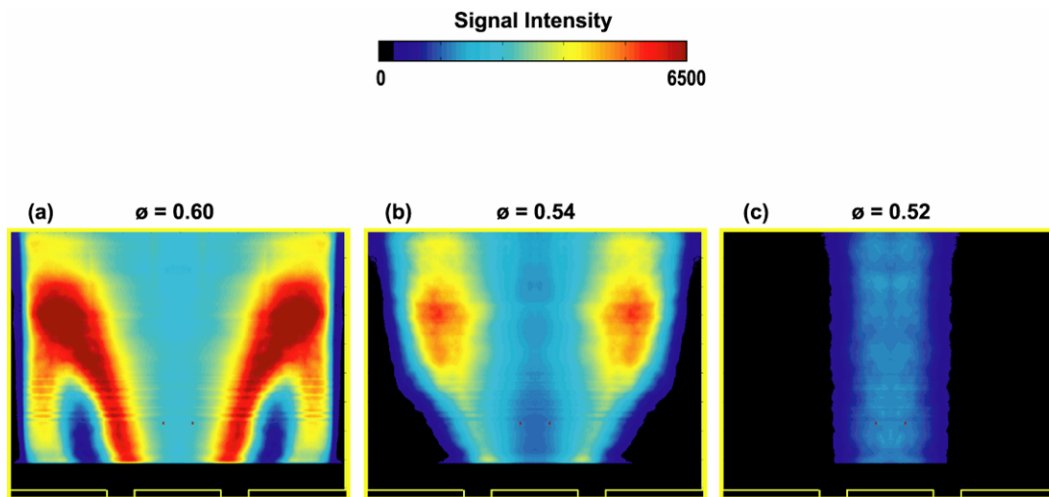 Signal Intensity
0 6500
(a) ø = 0.60 (b) ø = 0.54 (c) ø = 0.52